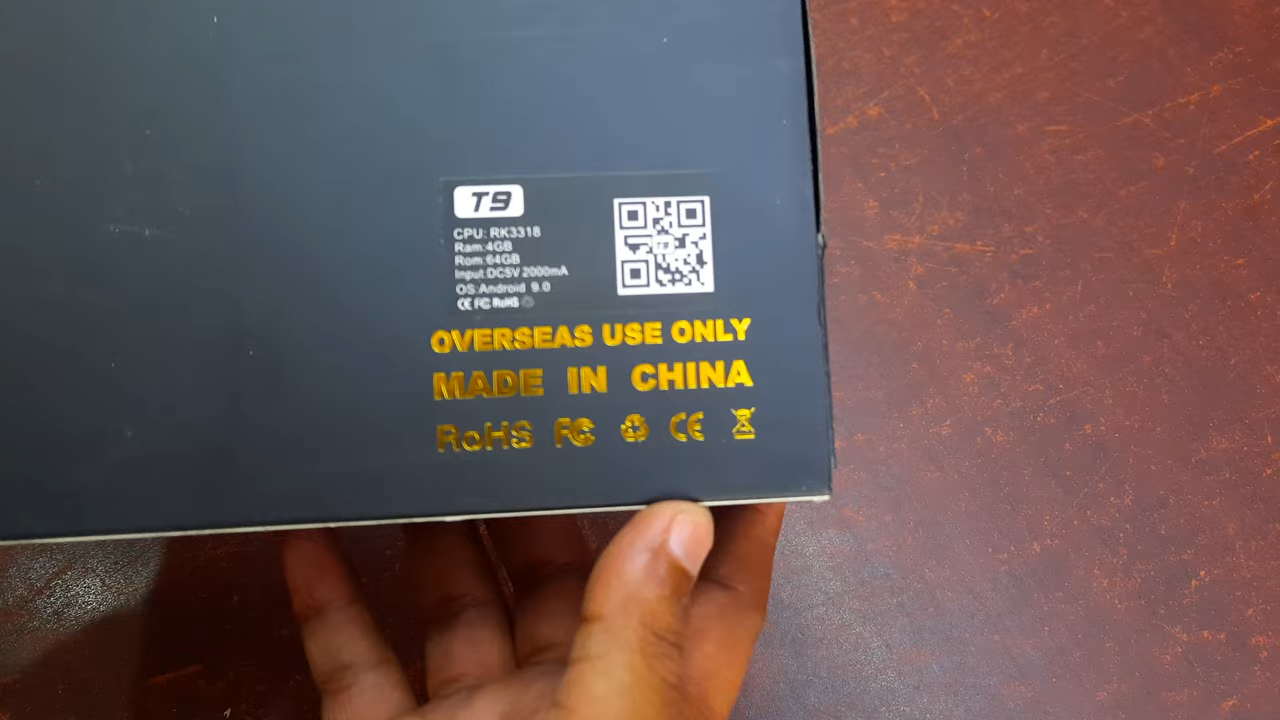 T9
CPU: RK3318
Ram:4GB
Rom:64GB
Input:DC5V 2000mA
OS:Android 9.0
CE FC RoHS
OVERSEAS USE ONLY
MADE IN CHINA
RoHS FC CE